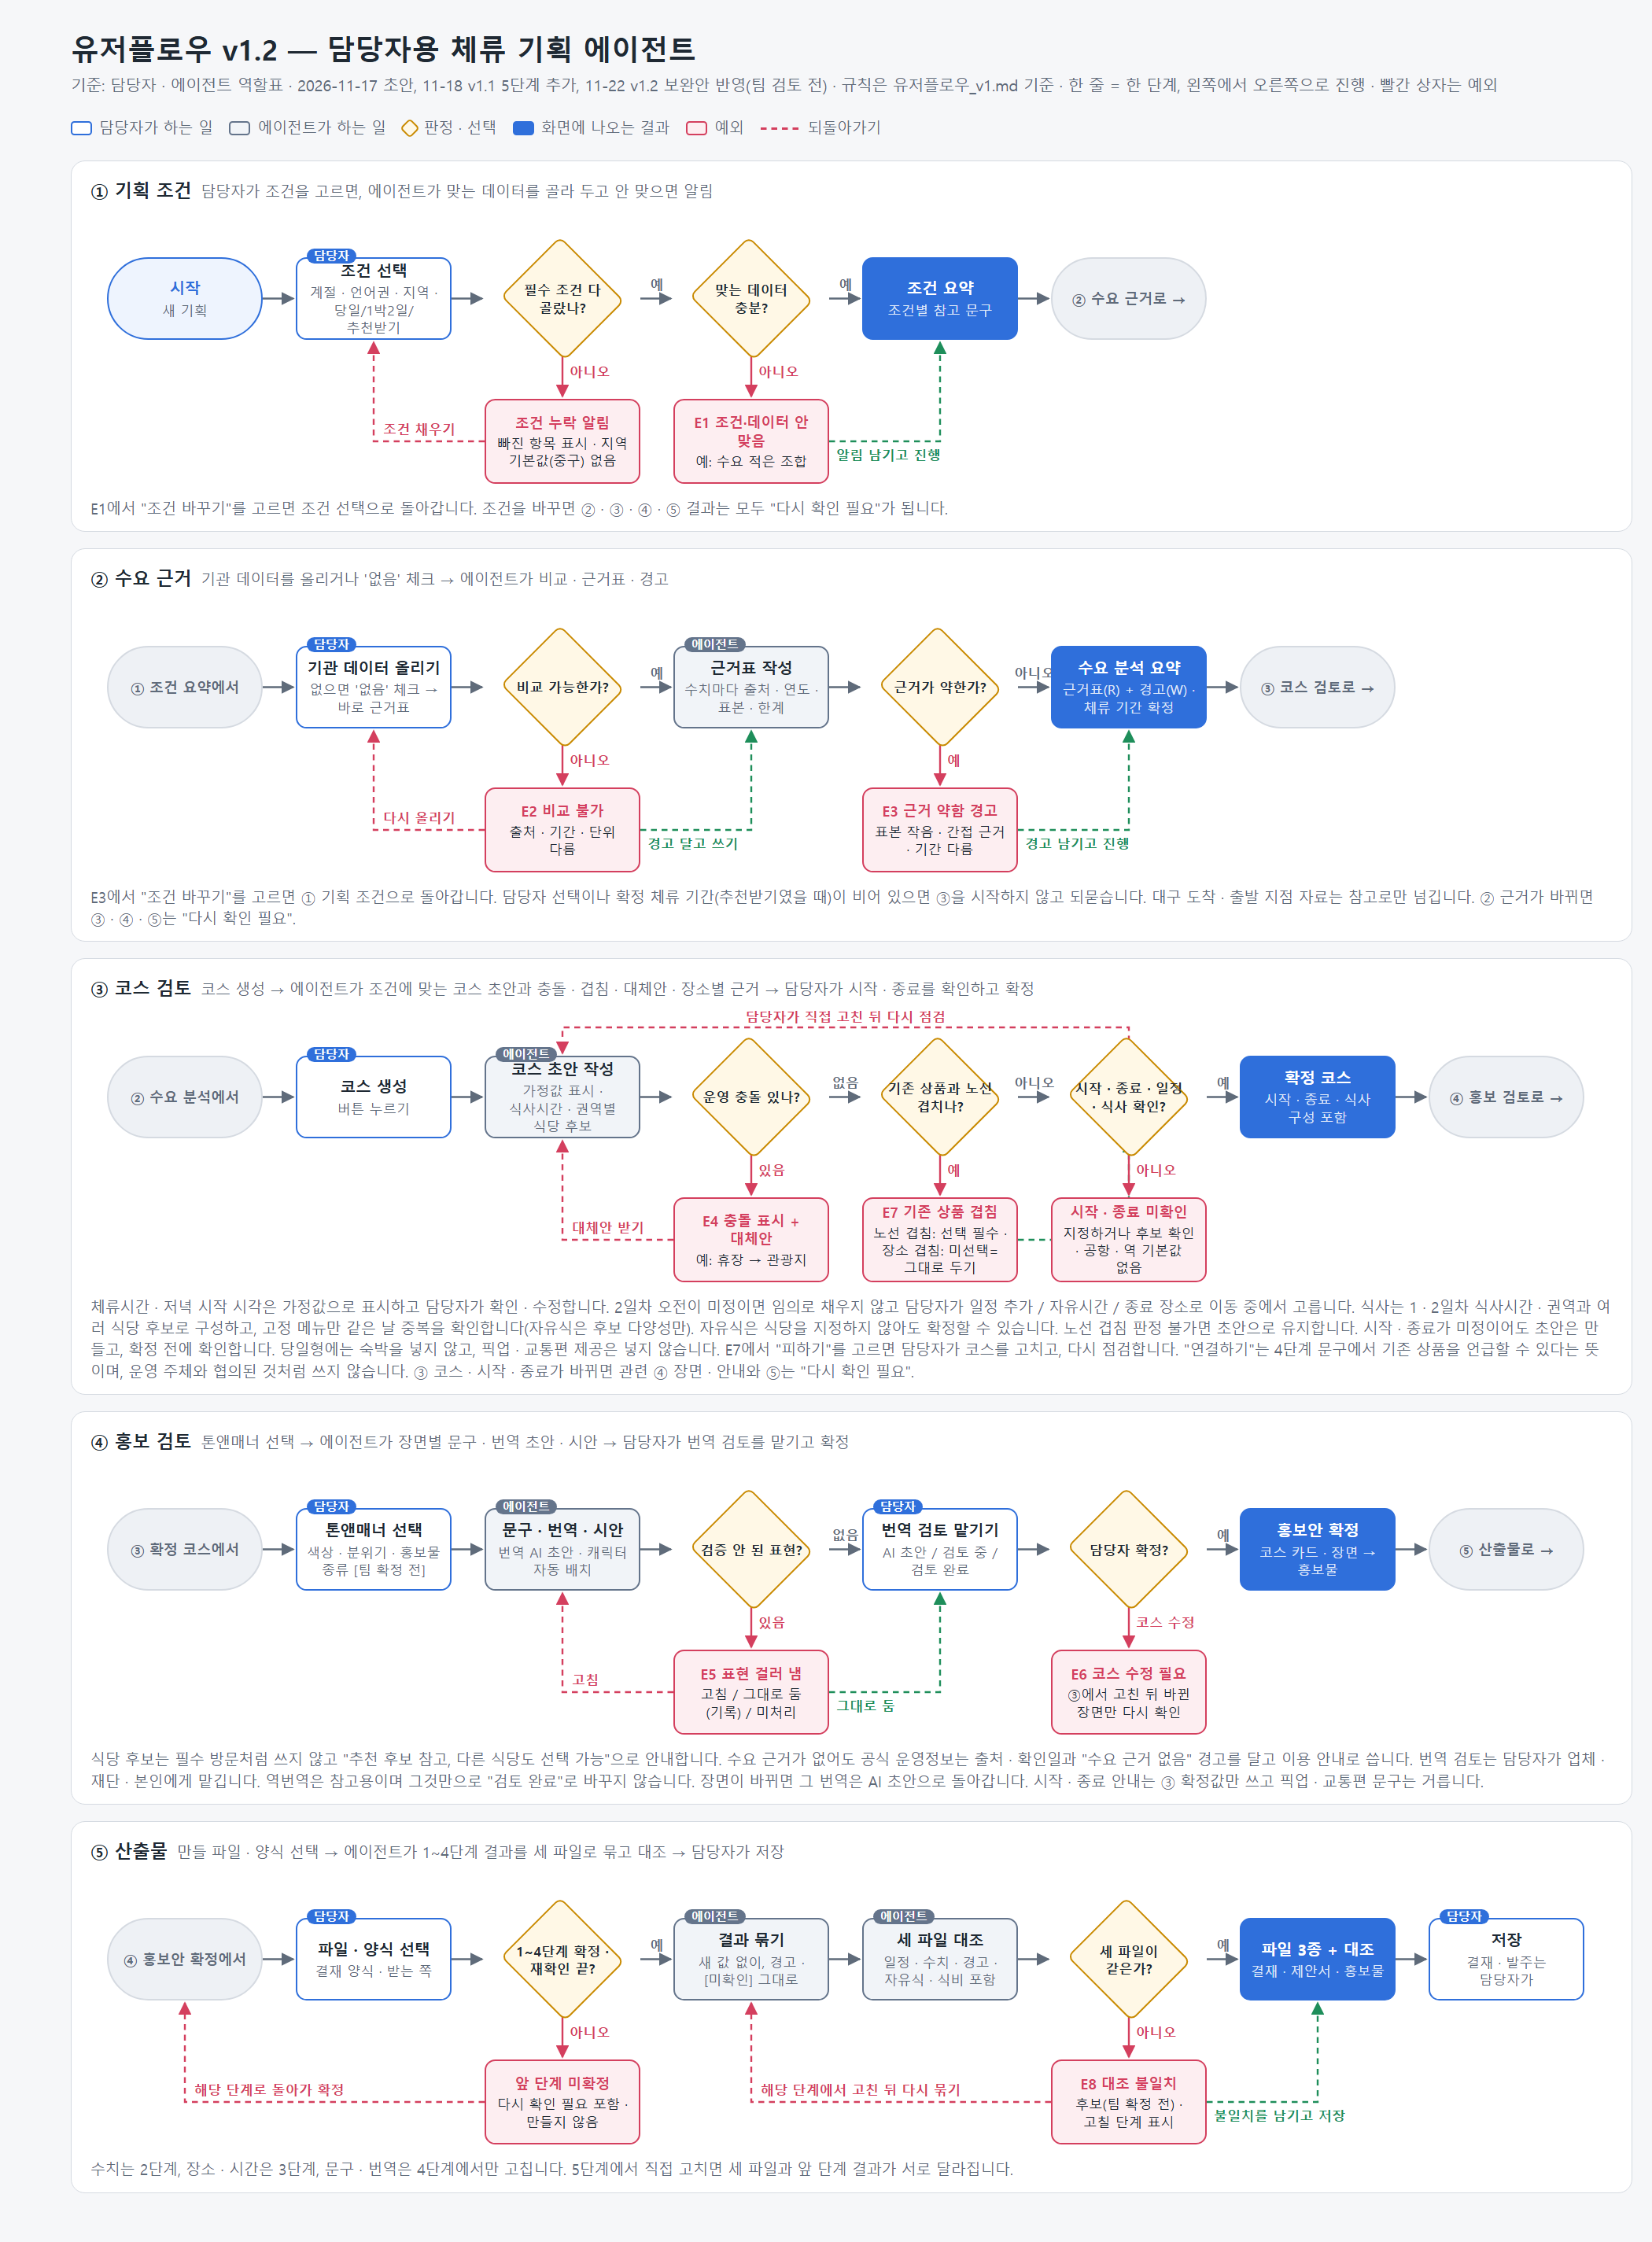 유저플로우 v1.2 — 담당자용 체류 기획 에이전트
기준: 담당자 · 에이전트 역할표 · 2026-11-17 초안, 11-18 v1.1 5단계 추가, 11-22 v1.2 보완안 반영(팀 검토 전) · 규칙은 유저플로우_v1.md 기준 · 한 줄 = 한 단계, 왼쪽에서 오른쪽으로 진행 · 빨간 상자는 예외
담당자가 하는 일 에이전트가 하는 일 판정 · 선택 화면에 나오는 결과 예외 되돌아가기
① 기획 조건 담당자가 조건을 고르면, 에이전트가 맞는 데이터를 골라 두고 안 맞으면 알림
시작
새 기획
담당자
조건 선택
계절 · 언어권 · 지역 ·
당일/1박2일/
추천받기
필수 조건 다
골랐나?
예
맞는 데이터
충분?
예
조건 요약
조건별 참고 문구
② 수요 근거로 →
아니오
아니오
조건 채우기
조건 누락 알림
빠진 항목 표시 · 지역
기본값(중구) 없음
E1 조건·데이터 안
맞음
예: 수요 적은 조합
알림 남기고 진행
E1에서 "조건 바꾸기"를 고르면 조건 선택으로 돌아갑니다. 조건을 바꾸면 ② · ③ · ④ · ⑤ 결과는 모두 "다시 확인 필요"가 됩니다.
② 수요 근거 기관 데이터를 올리거나 '없음' 체크 → 에이전트가 비교 · 근거표 · 경고
① 조건 요약에서
담당자
기관 데이터 올리기
없으면 '없음' 체크 →
바로 근거표
비교 가능한가?
예
에이전트
근거표 작성
수치마다 출처 · 연도 ·
표본 · 한계
근거가 약한가?
아니오
수요 분석 요약
근거표(R) + 경고(W) ·
체류 기간 확정
③ 코스 검토로 →
아니오
예
다시 올리기
E2 비교 불가
출처 · 기간 · 단위
다름
경고 달고 쓰기
E3 근거 약함 경고
표본 작음 · 간접 근거
· 기간 다름
경고 남기고 진행
E3에서 "조건 바꾸기"를 고르면 ① 기획 조건으로 돌아갑니다. 담당자 선택이나 확정 체류 기간(추천받기였을 때)이 비어 있으면 ③을 시작하지 않고 되묻습니다. 대구 도착 · 출발 지점 자료는 참고로만 넘깁니다. ② 근거가 바뀌면
③ · ④ · ⑤는 "다시 확인 필요".
③ 코스 검토 코스 생성 → 에이전트가 조건에 맞는 코스 초안과 충돌 · 겹침 · 대체안 · 장소별 근거 → 담당자가 시작 · 종료를 확인하고 확정
담당자가 직접 고친 뒤 다시 점검
② 수요 분석에서
담당자
코스 생성
버튼 누르기
에이전트
코스 초안 작성
가정값 표시 ·
식사시간 · 권역별
식당 후보
운영 충돌 있나?
없음
기존 상품과 노선
겹치나?
아니오
시작 · 종료 · 일정
· 식사 확인?
예
확정 코스
시작 · 종료 · 식사
구성 포함
④ 홍보 검토로 →
있음
예
아니오
대체안 받기
E4 충돌 표시 +
대체안
예: 휴장 → 관광지
E7 기존 상품 겹침
노선 겹침: 선택 필수 ·
장소 겹침: 미선택=
그대로 두기
시작 · 종료 미확인
지정하거나 후보 확인
· 공항 · 역 기본값
없음
체류시간 · 저녁 시작 시각은 가정값으로 표시하고 담당자가 확인 · 수정합니다. 2일차 오전이 미정이면 임의로 채우지 않고 담당자가 일정 추가 / 자유시간 / 종료 장소로 이동 중에서 고릅니다. 식사는 1 · 2일차 식사시간 · 권역과 여
러 식당 후보로 구성하고, 고정 메뉴만 같은 날 중복을 확인합니다(자유식은 후보 다양성만). 자유식은 식당을 지정하지 않아도 확정할 수 있습니다. 노선 겹침 판정 불가면 초안으로 유지합니다. 시작 · 종료가 미정이어도 초안은 만
들고, 확정 전에 확인합니다. 당일형에는 숙박을 넣지 않고, 픽업 · 교통편 제공은 넣지 않습니다. E7에서 "피하기"를 고르면 담당자가 코스를 고치고, 다시 점검합니다. "연결하기"는 4단계 문구에서 기존 상품을 언급할 수 있다는 뜻
이며, 운영 주체와 협의된 것처럼 쓰지 않습니다. ③ 코스 · 시작 · 종료가 바뀌면 관련 ④ 장면 · 안내와 ⑤는 "다시 확인 필요".
④ 홍보 검토 톤앤매너 선택 → 에이전트가 장면별 문구 · 번역 초안 · 시안 → 담당자가 번역 검토를 맡기고 확정
③ 확정 코스에서
담당자
톤앤매너 선택
색상 · 분위기 · 홍보물
종류 [팀 확정 전]
에이전트
문구 · 번역 · 시안
번역 AI 초안 · 캐릭터
자동 배치
검증 안 된 표현?
없음
담당자
번역 검토 맡기기
AI 초안 / 검토 중 /
검토 완료
담당자 확정?
예
홍보안 확정
코스 카드 · 장면 →
홍보물
⑤ 산출물로 →
있음
코스 수정
고침
E5 표현 걸러 냄
고침 / 그대로 둠
(기록) / 미처리
그대로 둠
E6 코스 수정 필요
③에서 고친 뒤 바뀐
장면만 다시 확인
식당 후보는 필수 방문처럼 쓰지 않고 "추천 후보 참고, 다른 식당도 선택 가능"으로 안내합니다. 수요 근거가 없어도 공식 운영정보는 출처 · 확인일과 "수요 근거 없음" 경고를 달고 이용 안내로 씁니다. 번역 검토는 담당자가 업체 ·
재단 · 본인에게 맡깁니다. 역번역은 참고용이며 그것만으로 "검토 완료"로 바꾸지 않습니다. 장면이 바뀌면 그 번역은 AI 초안으로 돌아갑니다. 시작 · 종료 안내는 ③ 확정값만 쓰고 픽업 · 교통편 문구는 거릅니다.
⑤ 산출물 만들 파일 · 양식 선택 → 에이전트가 1~4단계 결과를 세 파일로 묶고 대조 → 담당자가 저장
④ 홍보안 확정에서
담당자
파일 · 양식 선택
결재 양식 · 받는 쪽
1~4단계 확정 ·
재확인 끝?
예
에이전트
결과 묶기
새 값 없이, 경고 ·
[미확인] 그대로
에이전트
세 파일 대조
일정 · 수치 · 경고 ·
자유식 · 식비 포함
세 파일이
같은가?
예
파일 3종 + 대조
결재 · 제안서 · 홍보물
담당자
저장
결재 · 발주는
담당자가
아니오
아니오
해당 단계로 돌아가 확정
앞 단계 미확정
다시 확인 필요 포함 ·
만들지 않음
해당 단계에서 고친 뒤 다시 묶기
E8 대조 불일치
후보(팀 확정 전) ·
고칠 단계 표시
불일치를 남기고 저장
수치는 2단계, 장소 · 시간은 3단계, 문구 · 번역은 4단계에서만 고칩니다. 5단계에서 직접 고치면 세 파일과 앞 단계 결과가 서로 달라집니다.